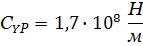 C_УР = 1,7 · 10⁸ Н/м